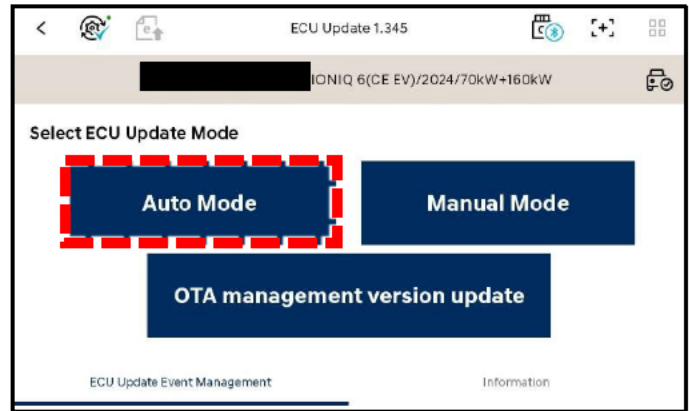 ECU Update 1.345
IONIQ 6(CE EV)/2024/70kW+160kW
Select ECU Update Mode
Auto Mode
Manual Mode
OTA management version update
ECU Update Event Management
Information